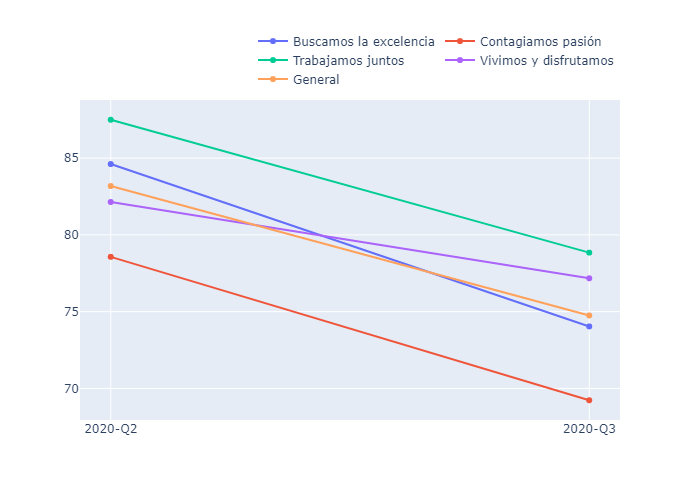 Buscamos la excelencia Contagiamos pasión
Trabajamos juntos Vivimos y disfrutamos
General
85
80
75
70
2020-Q2 2020-Q3